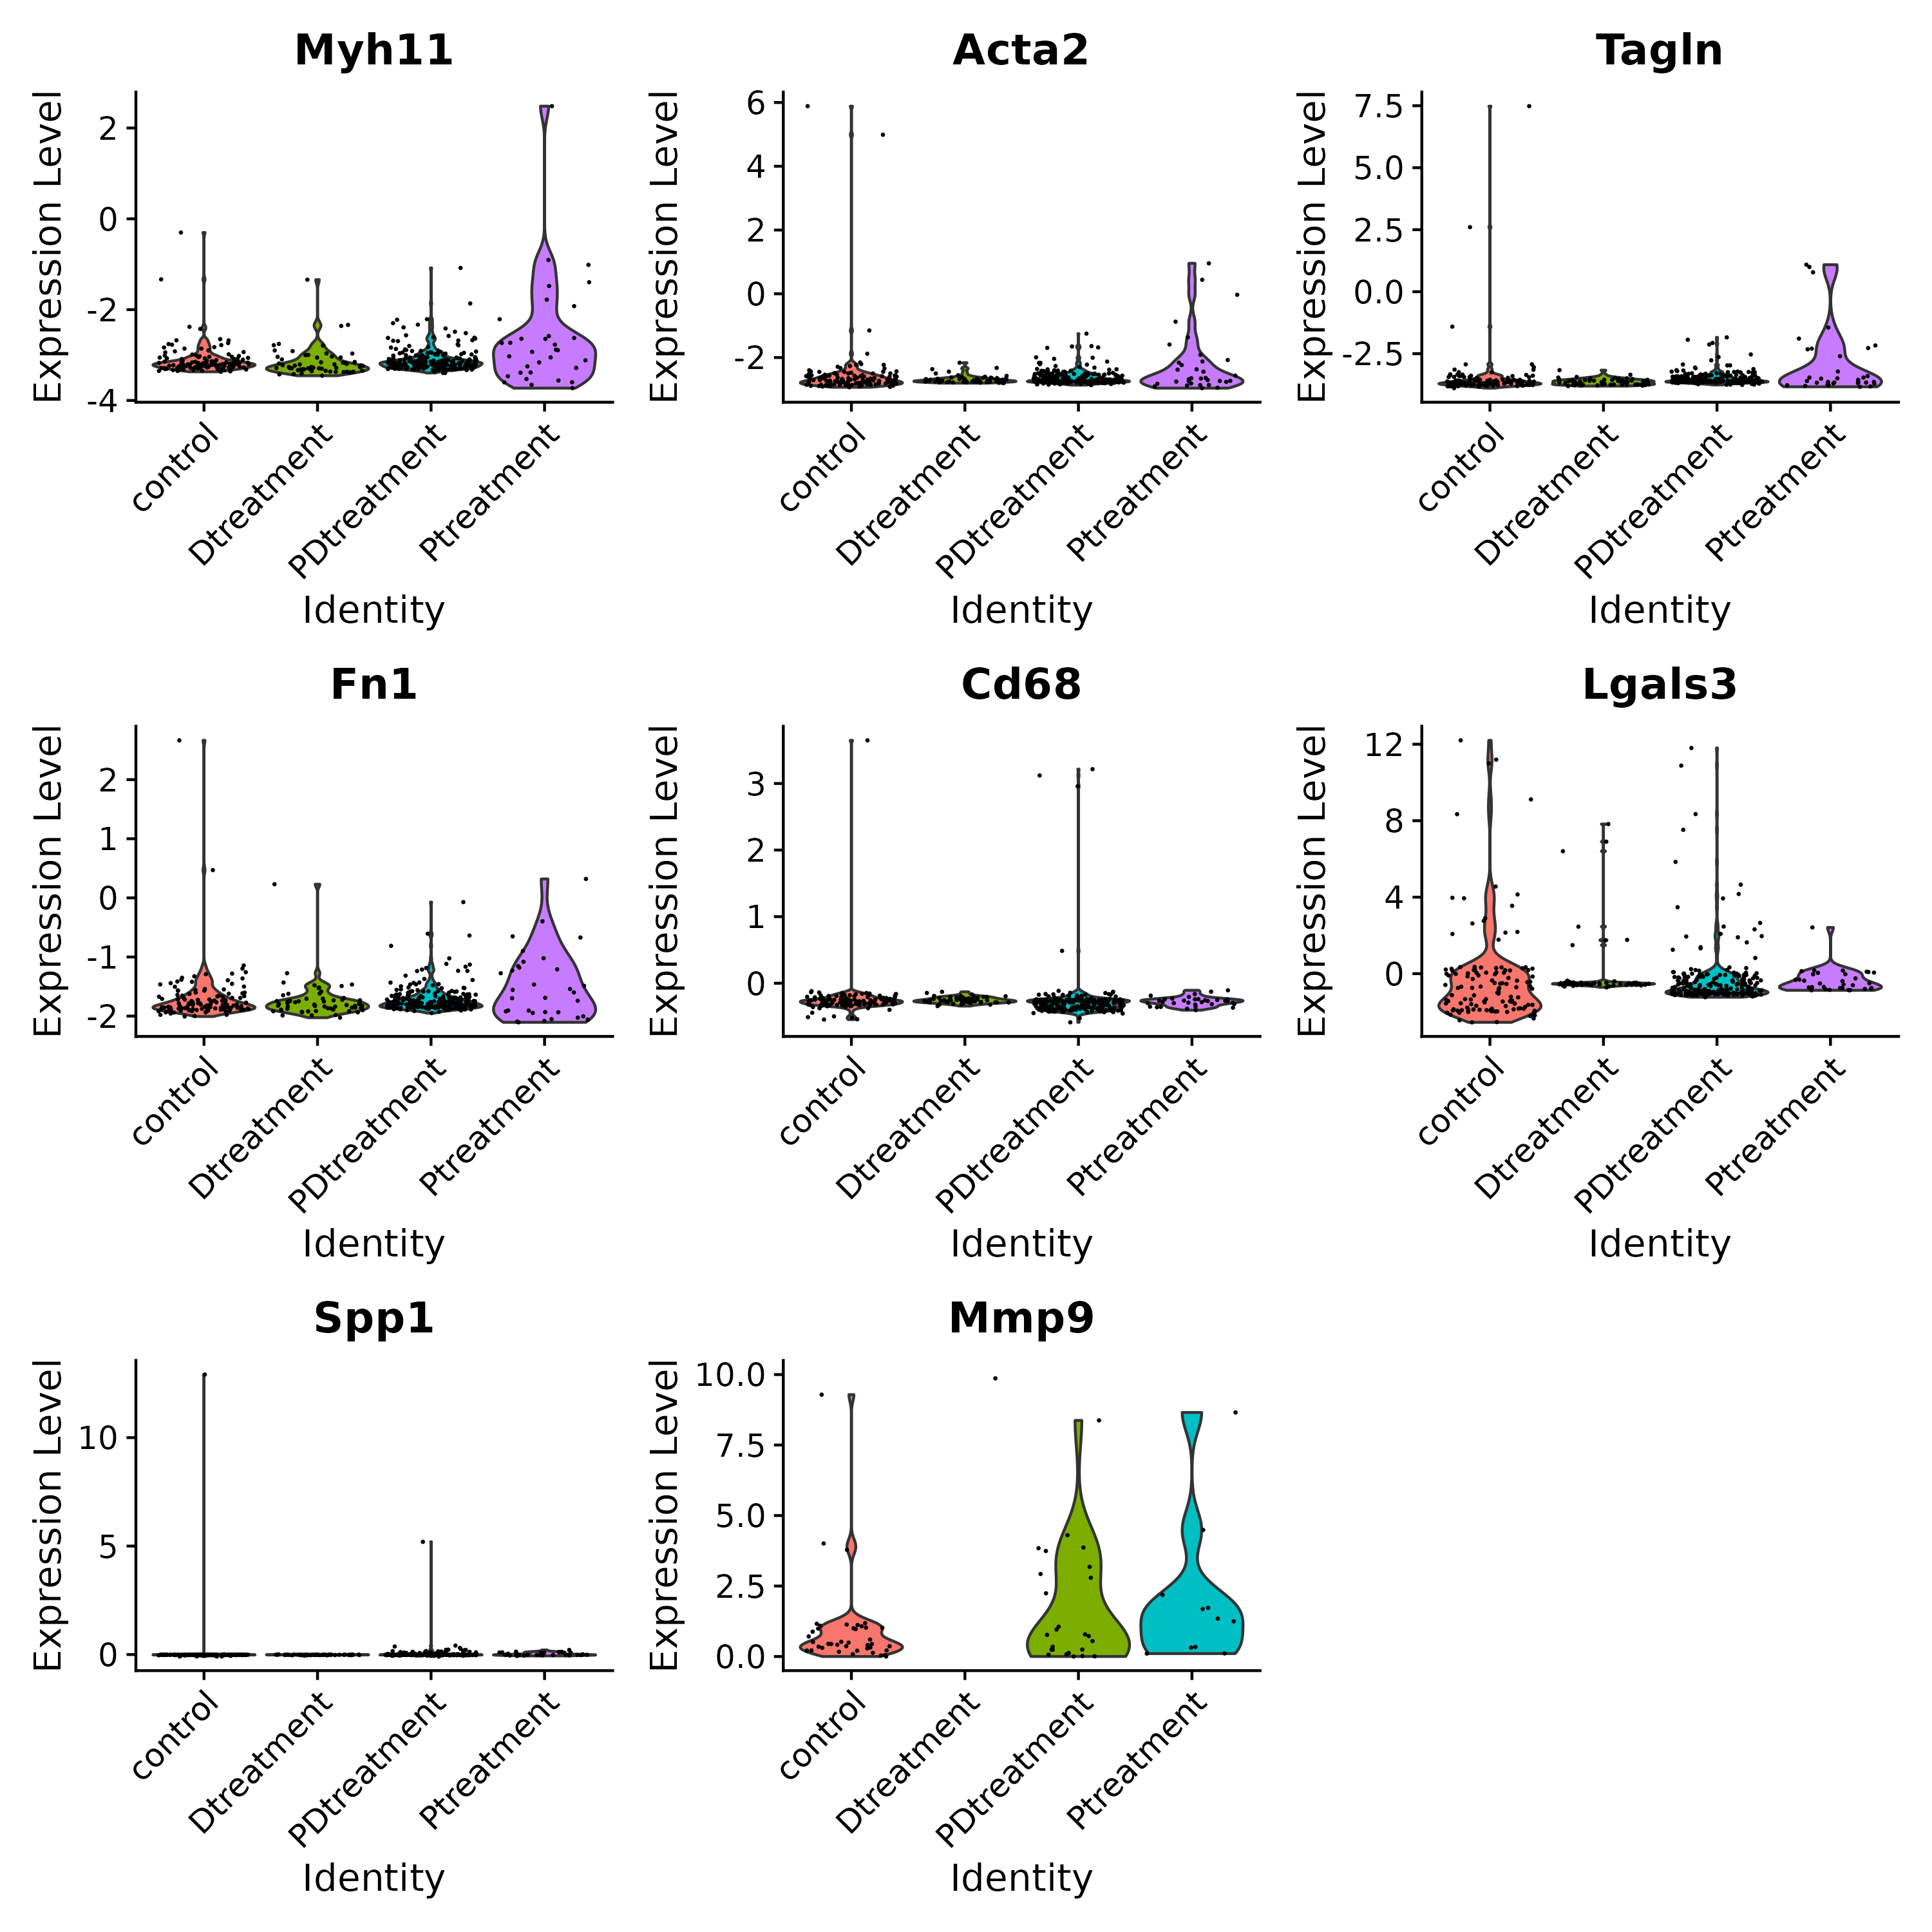 Myh11
Acta2
Tagln
Expression Level
2
0
-2
-4
control
Dtreatment
PDtreatment
Ptreatment
Identity
Expression Level
6
4
2
0
-2
control
Dtreatment
PDtreatment
Ptreatment
Identity
Expression Level
7.5
5.0
2.5
0.0
-2.5
control
Dtreatment
PDtreatment
Ptreatment
Identity
Fn1
Cd68
Lgals3
Expression Level
2
1
0
-1
-2
control
Dtreatment
PDtreatment
Ptreatment
Identity
Expression Level
3
2
1
0
control
Dtreatment
PDtreatment
Ptreatment
Identity
Expression Level
12
8
4
0
control
Dtreatment
PDtreatment
Ptreatment
Identity
Spp1
Mmp9
Expression Level
10
5
0
control
Dtreatment
PDtreatment
Ptreatment
Identity
Expression Level
10.0
7.5
5.0
2.5
0.0
control
Dtreatment
PDtreatment
Ptreatment
Identity